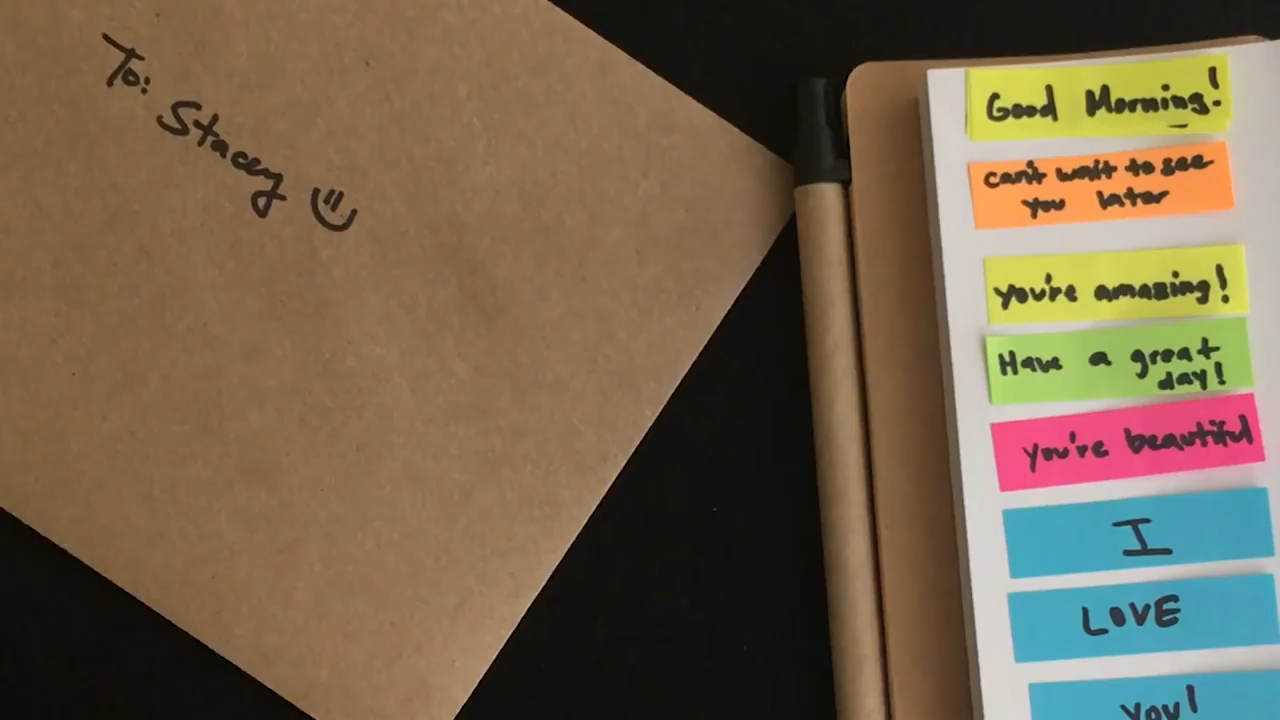 To: Stacey
Good Morning!
can't wait to see
you later
you're amazing!
Have a great
day!
you're beautiful
I
LOVE
you!